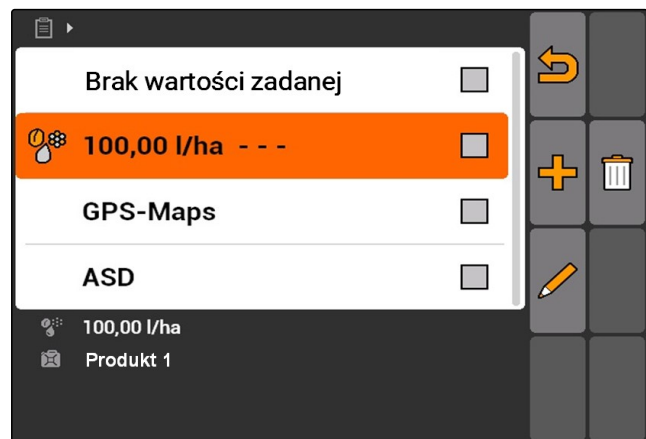 Brak wartości zadanej
100,00 l/ha - - -
GPS-Maps
ASD
100,00 l/ha
Produkt 1